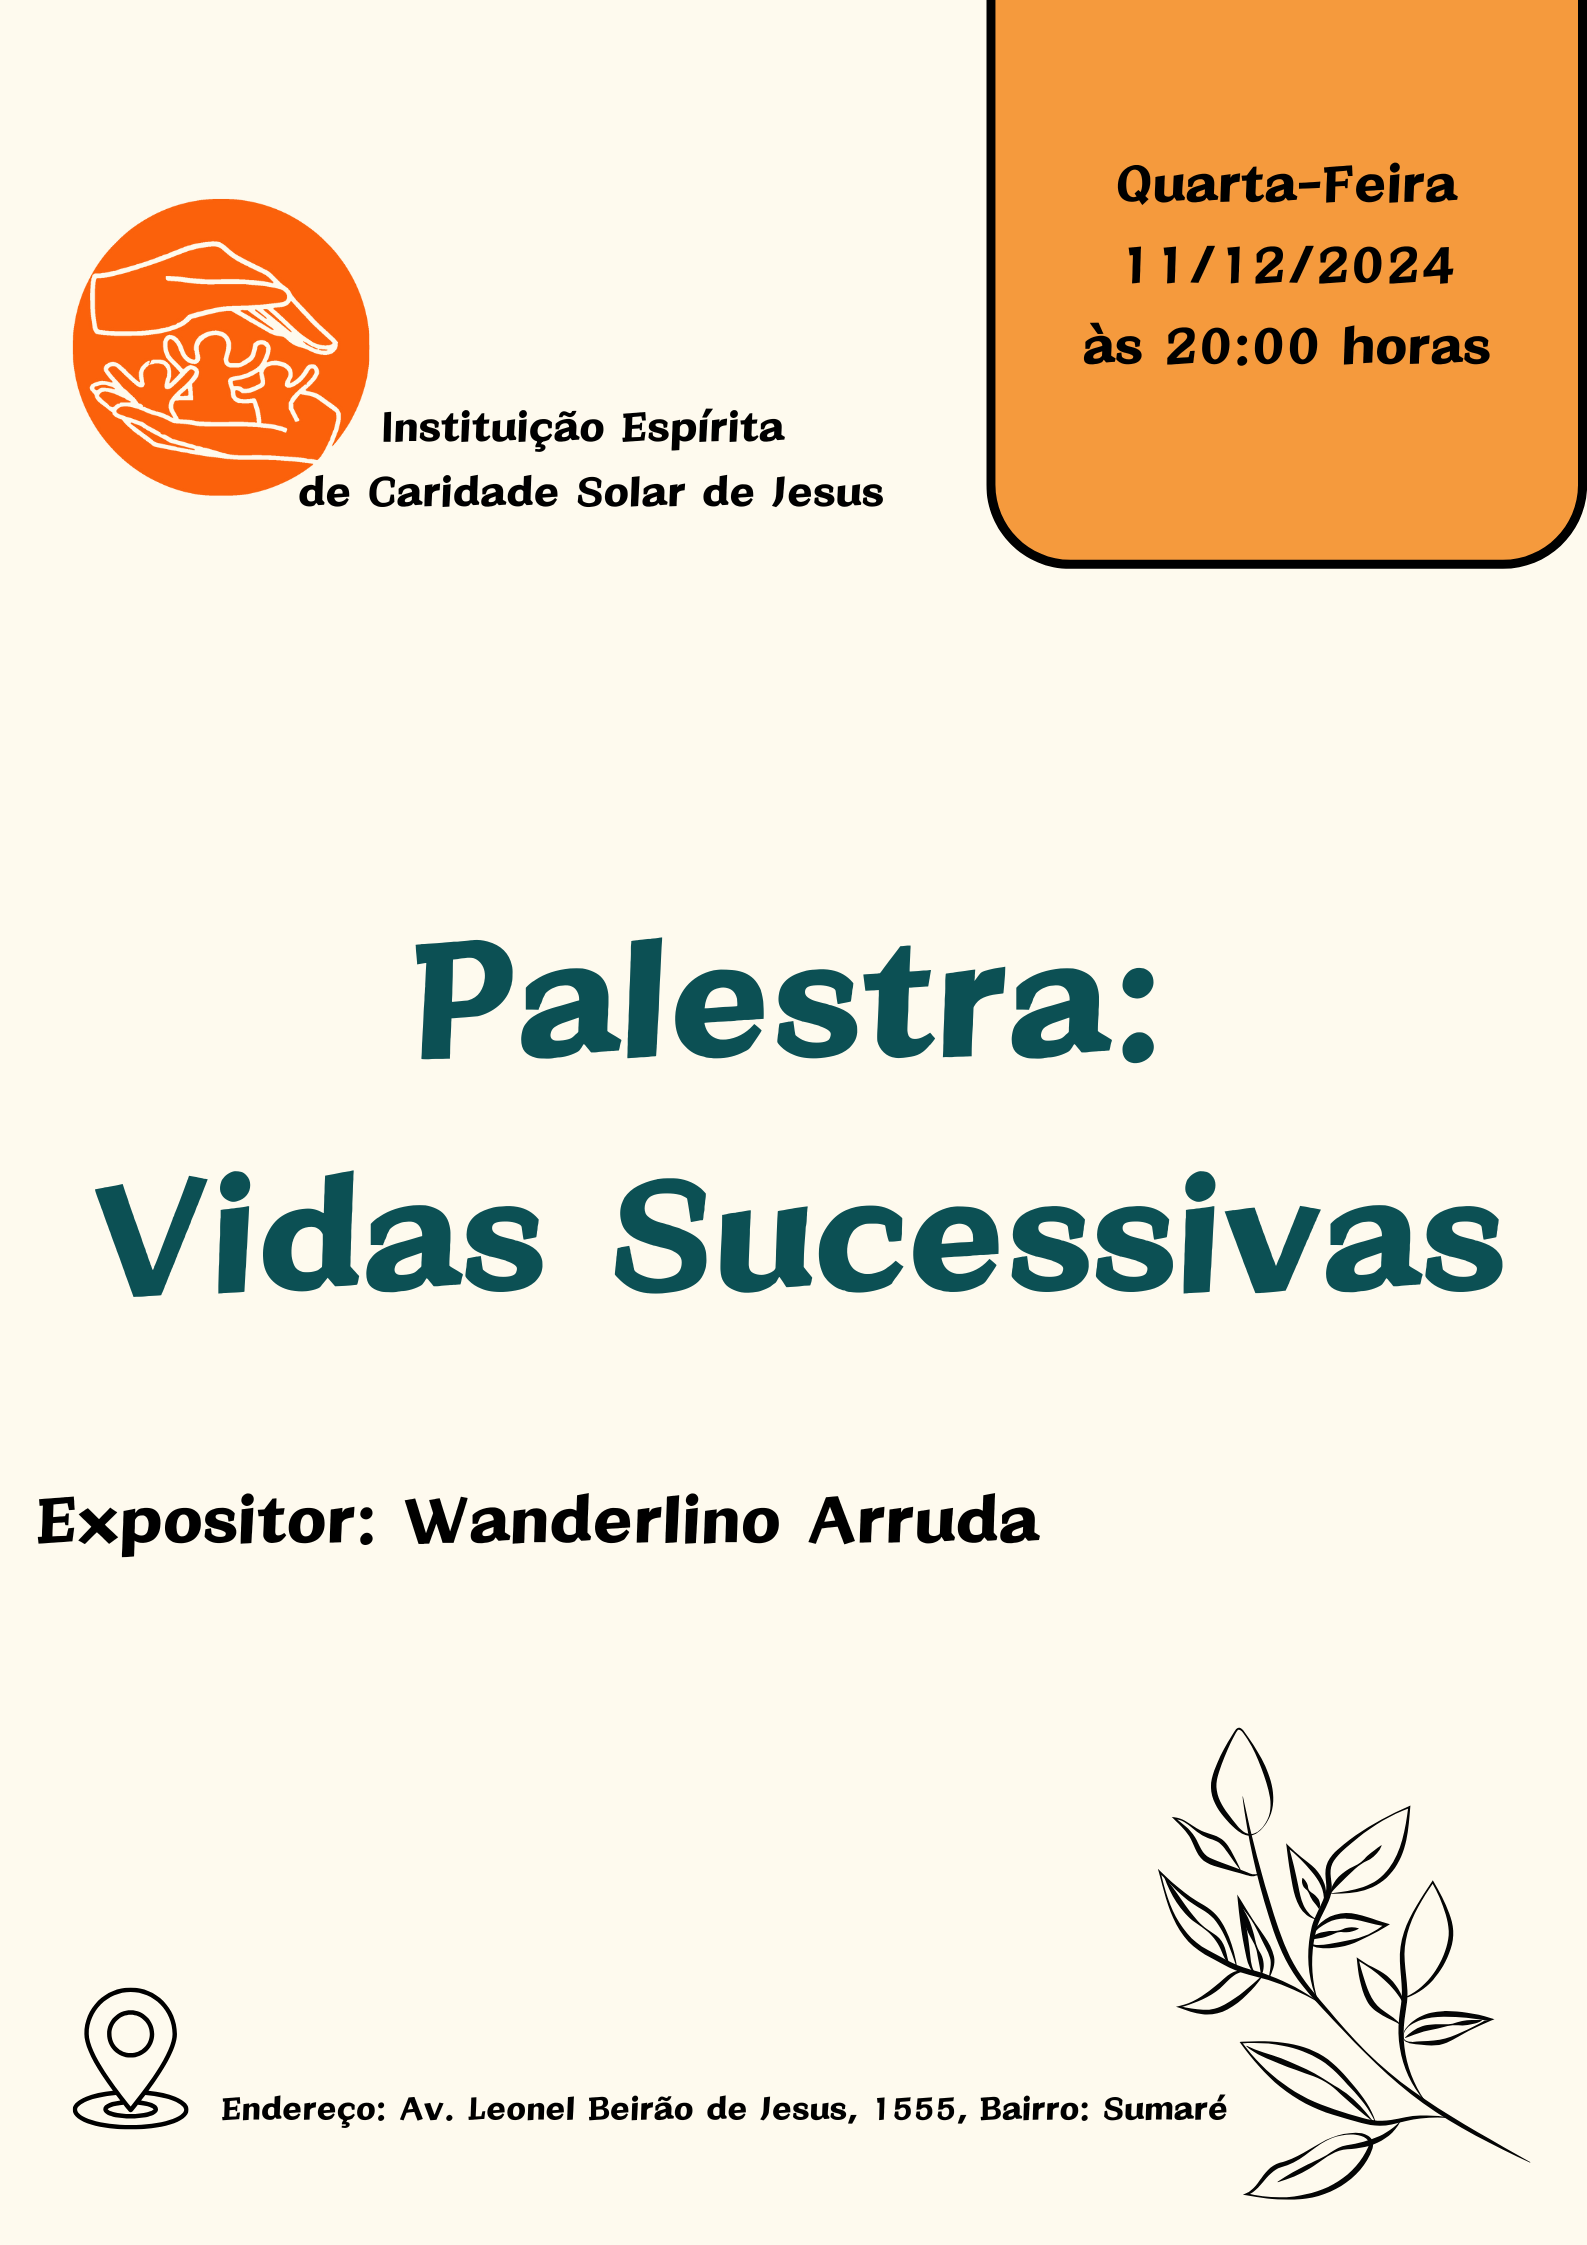 Quarta-Feira
11/12/2024
às 20:00 horas
Instituição Espírita
de Caridade Solar de Jesus
Palestra:
Vidas Sucessivas
Expositor: Wanderlino Arruda
Endereço: Av. Leonel Beirão de Jesus, 1555, Bairro: Sumaré